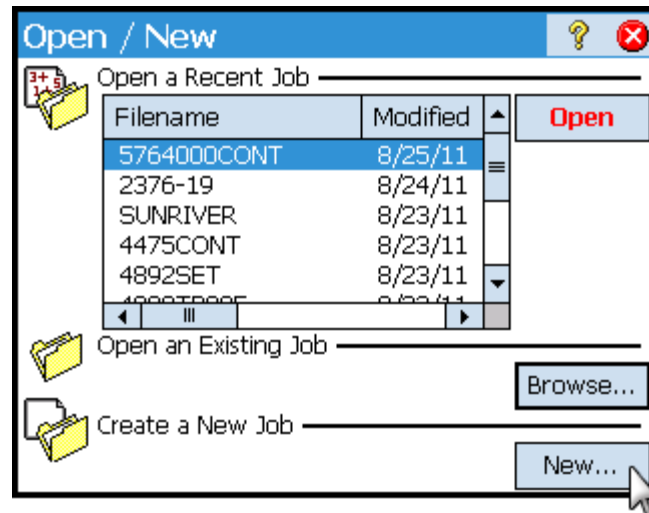 Open / New
Open a Recent Job
Filename Modified
Open
5764000CONT 8/25/11
2376-19 8/24/11
SUNRIVER 8/23/11
4475CONT 8/23/11
4892SET 8/23/11
Open an Existing Job
Browse...
Create a New Job
New...